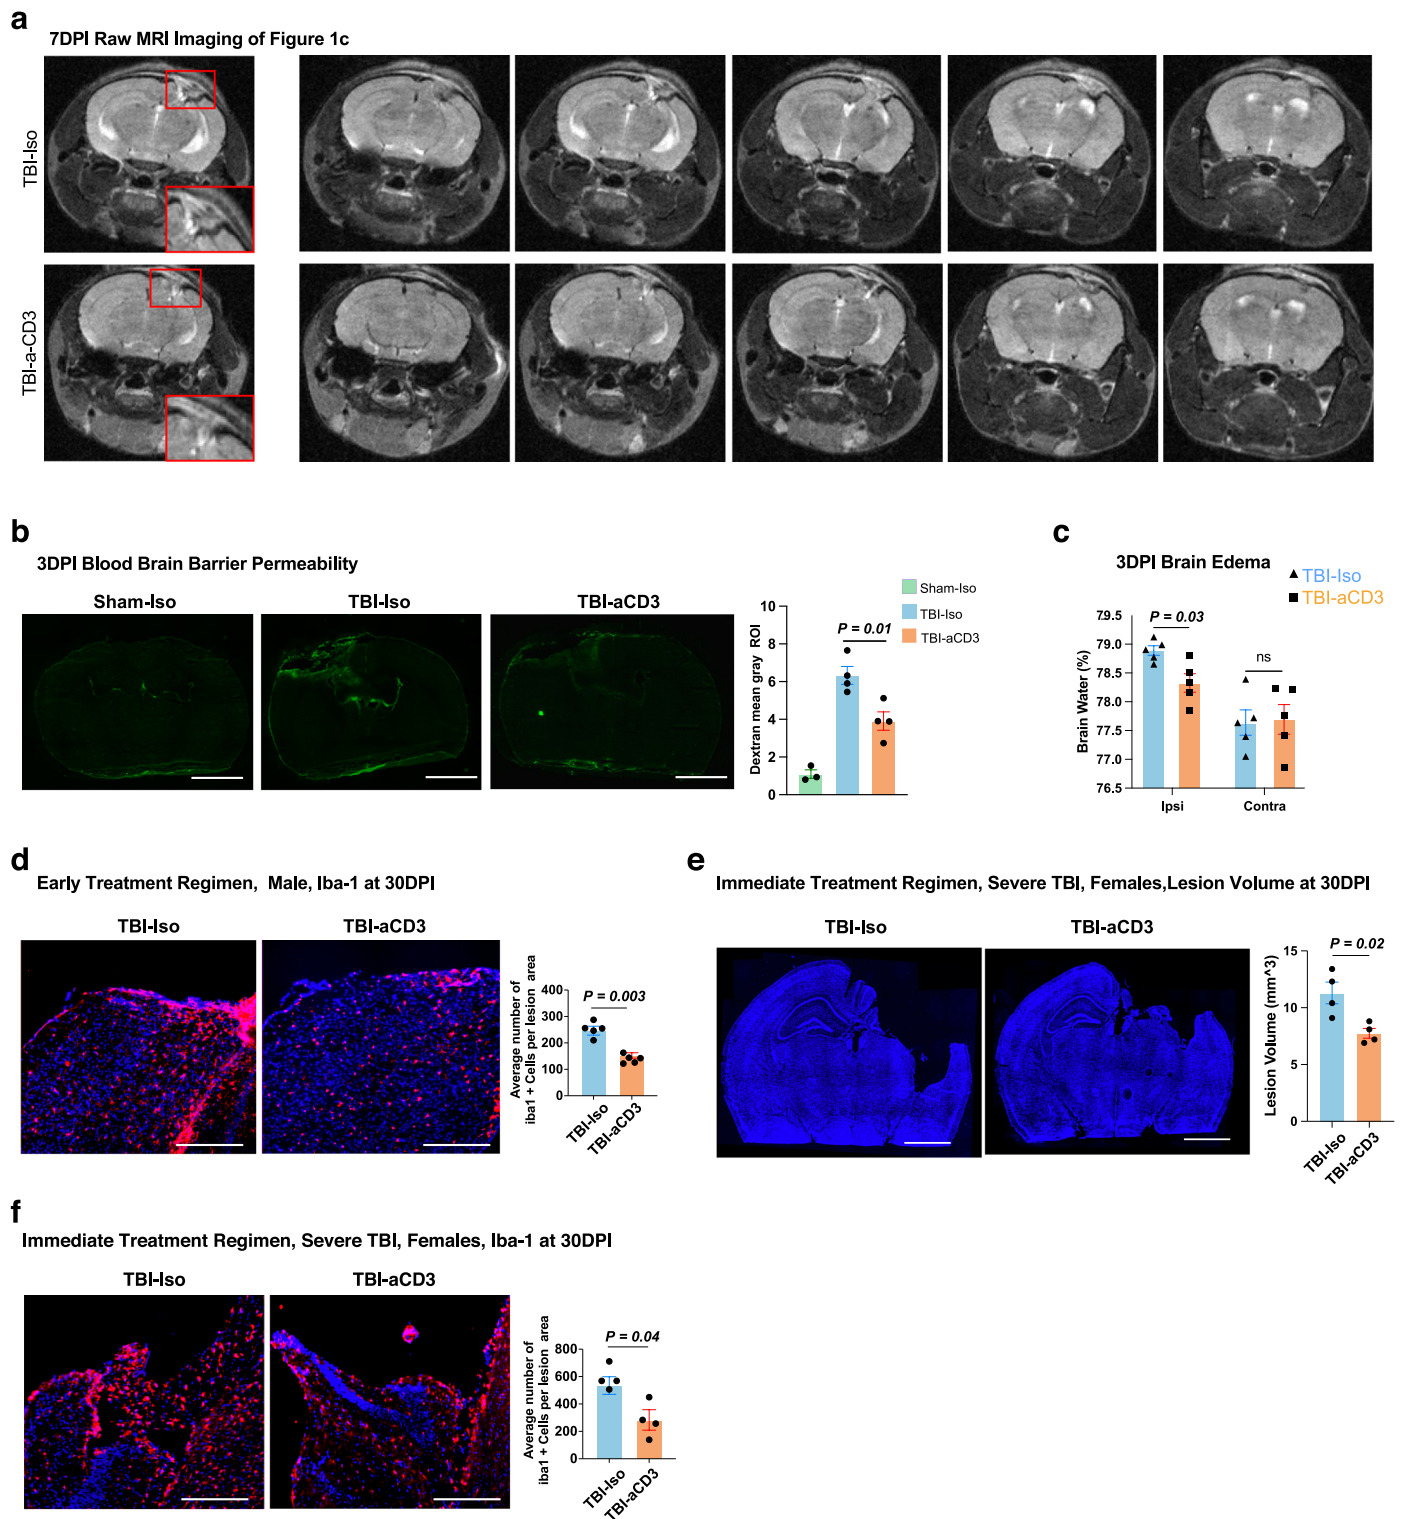 a
7DPI Raw MRI Imaging of Figure 1c
TBI-Iso
TBI-a-CD3
b
3DPI Blood Brain Barrier Permeability
Sham-Iso
TBI-Iso
TBI-aCD3
Dextran mean gray ROI
10
8
6
4
2
0
P = 0.01
Sham-Iso
TBI-Iso
TBI-aCD3
c
3DPI Brain Edema
TBI-Iso
TBI-aCD3
Brain Water (%)
79.5
79.0
78.5
78.0
77.5
77.0
76.5
P = 0.03
ns
Ipsi
Contra
d
Early Treatment Regimen, Male, Iba-1 at 30DPI
TBI-Iso
TBI-aCD3
Average number of
iba1 + Cells per lesion area
400
300
200
100
0
P = 0.003
TBI-Iso
TBI-aCD3
e
Immediate Treatment Regimen, Severe TBI, Females,Lesion Volume at 30DPI
TBI-Iso
TBI-aCD3
Lesion Volume (mm^3)
15
10
5
0
P = 0.02
TBI-Iso
TBI-aCD3
f
Immediate Treatment Regimen, Severe TBI, Females, Iba-1 at 30DPI
TBI-Iso
TBI-aCD3
Average number of
iba1 + Cells per lesion area
800
600
400
200
0
P = 0.04
TBI-Iso
TBI-aCD3